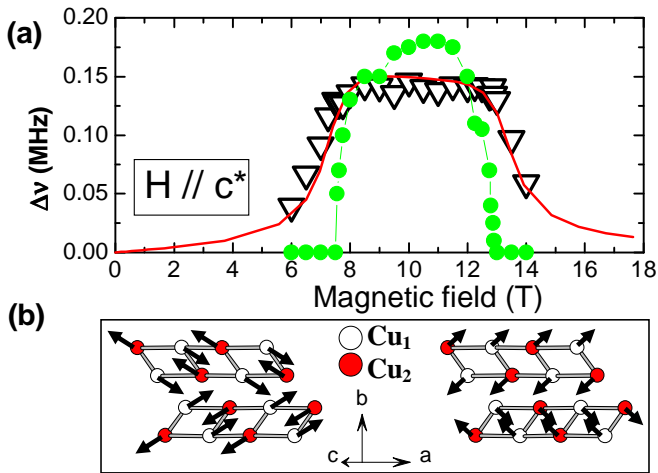 (a)
0.20
0.15
0.10
0.05
0.00
Δν (MHz)
H // c*
0 2 4 6 8 10 12 14 16 18
Magnetic field (T)
(b)
Cu1
Cu2
b
c a